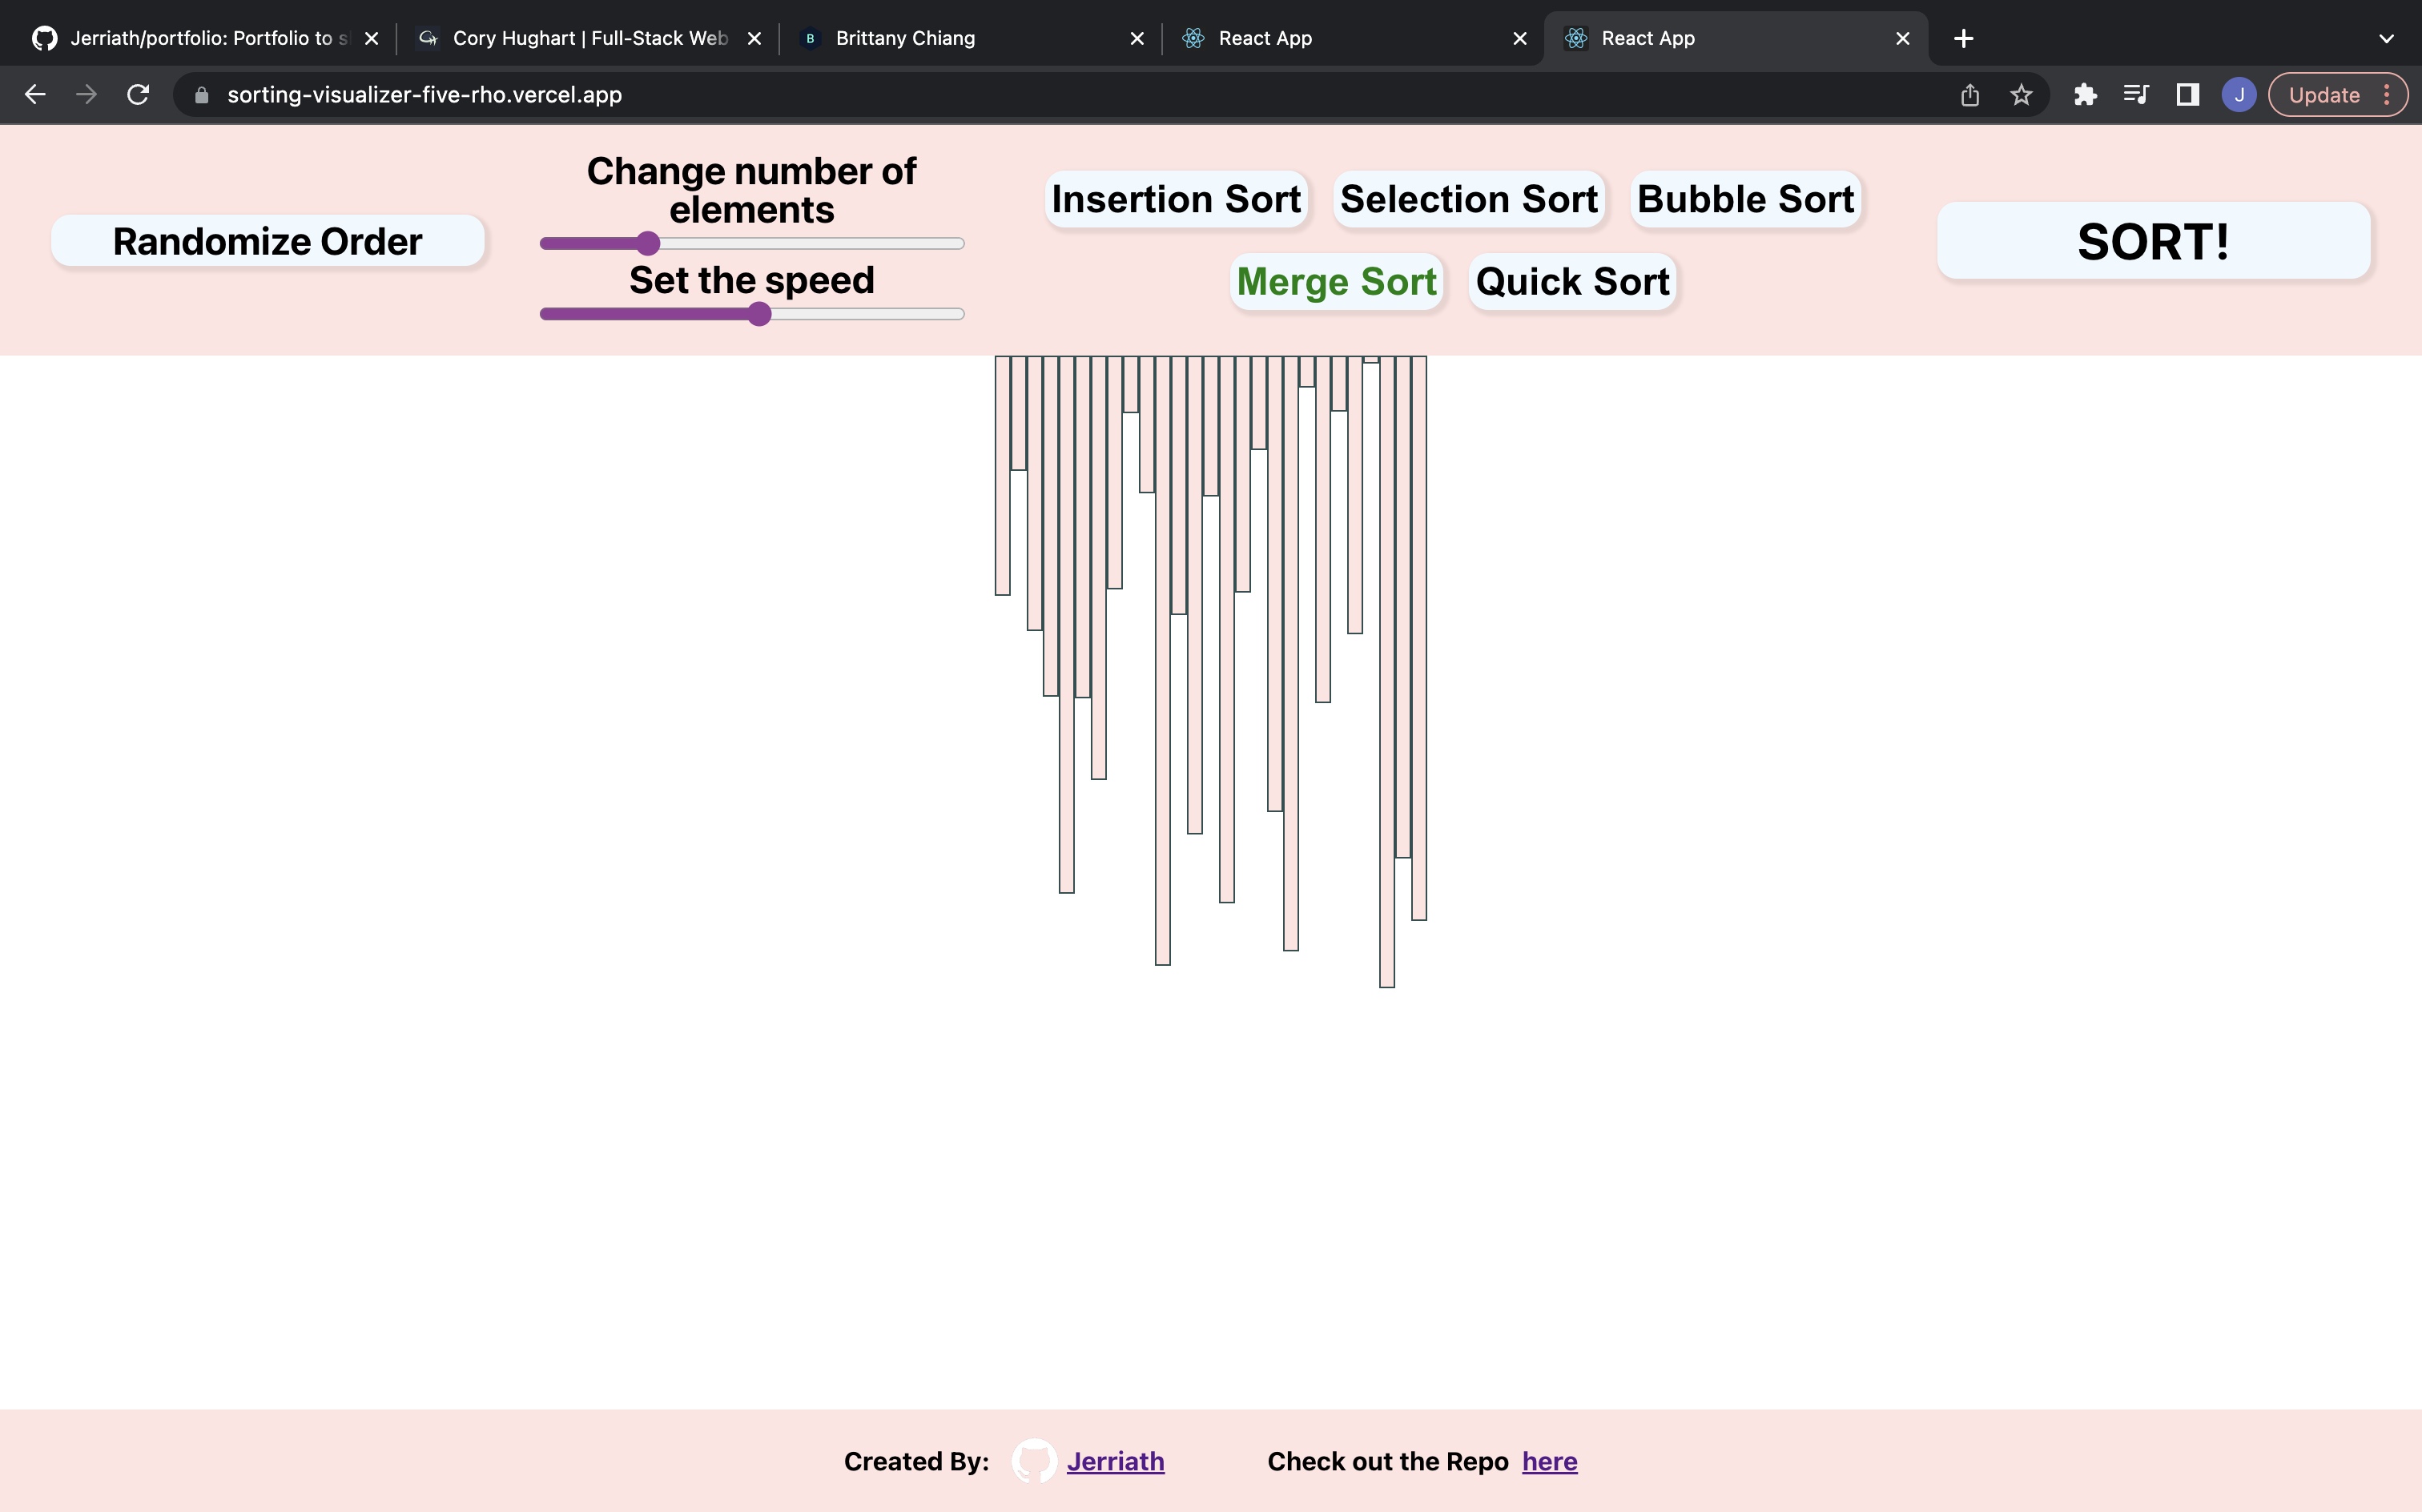 Jerriath/portfolio: Portfolio to s
Cory Hughart | Full-Stack Web
B
Brittany Chiang
React App
React App
sorting-visualizer-five-rho.vercel.app
J
Update
Randomize Order
Change number of
elements
Set the speed
Insertion Sort
Selection Sort
Bubble Sort
Merge Sort
Quick Sort
SORT!
Created By: Jerriath
Check out the Repo here